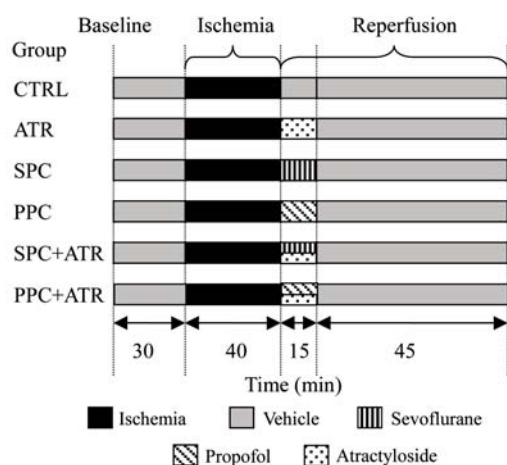 Baseline Ischemia Reperfusion
Group
CTRL
ATR
SPC
PPC
SPC+ATR
PPC+ATR
30 40 15 45
Time (min)
Ischemia Vehicle Sevoflurane
Propofol Atractyloside